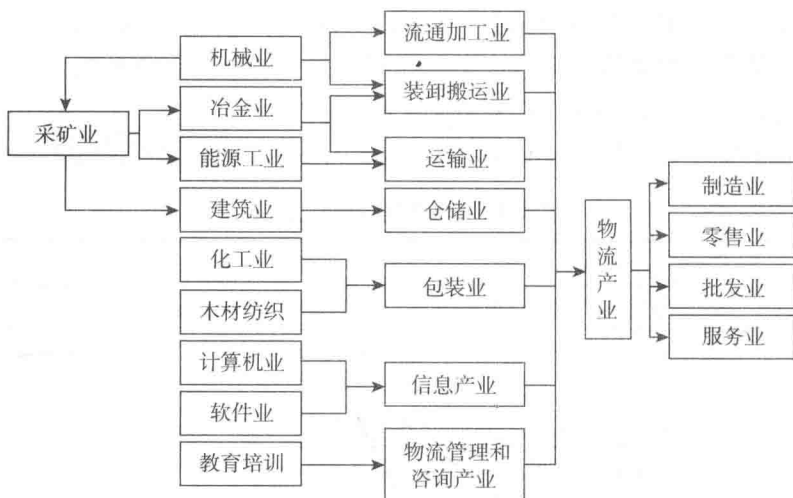 机械业
流通加工业
装卸搬运业
冶金业
采矿业
能源工业
运输业
建筑业
仓储业
化工业
木材纺织
包装业
计算机业
软件业
信息产业
教育培训
物流管理和
咨询产业
物流产业
制造业
零售业
批发业
服务业